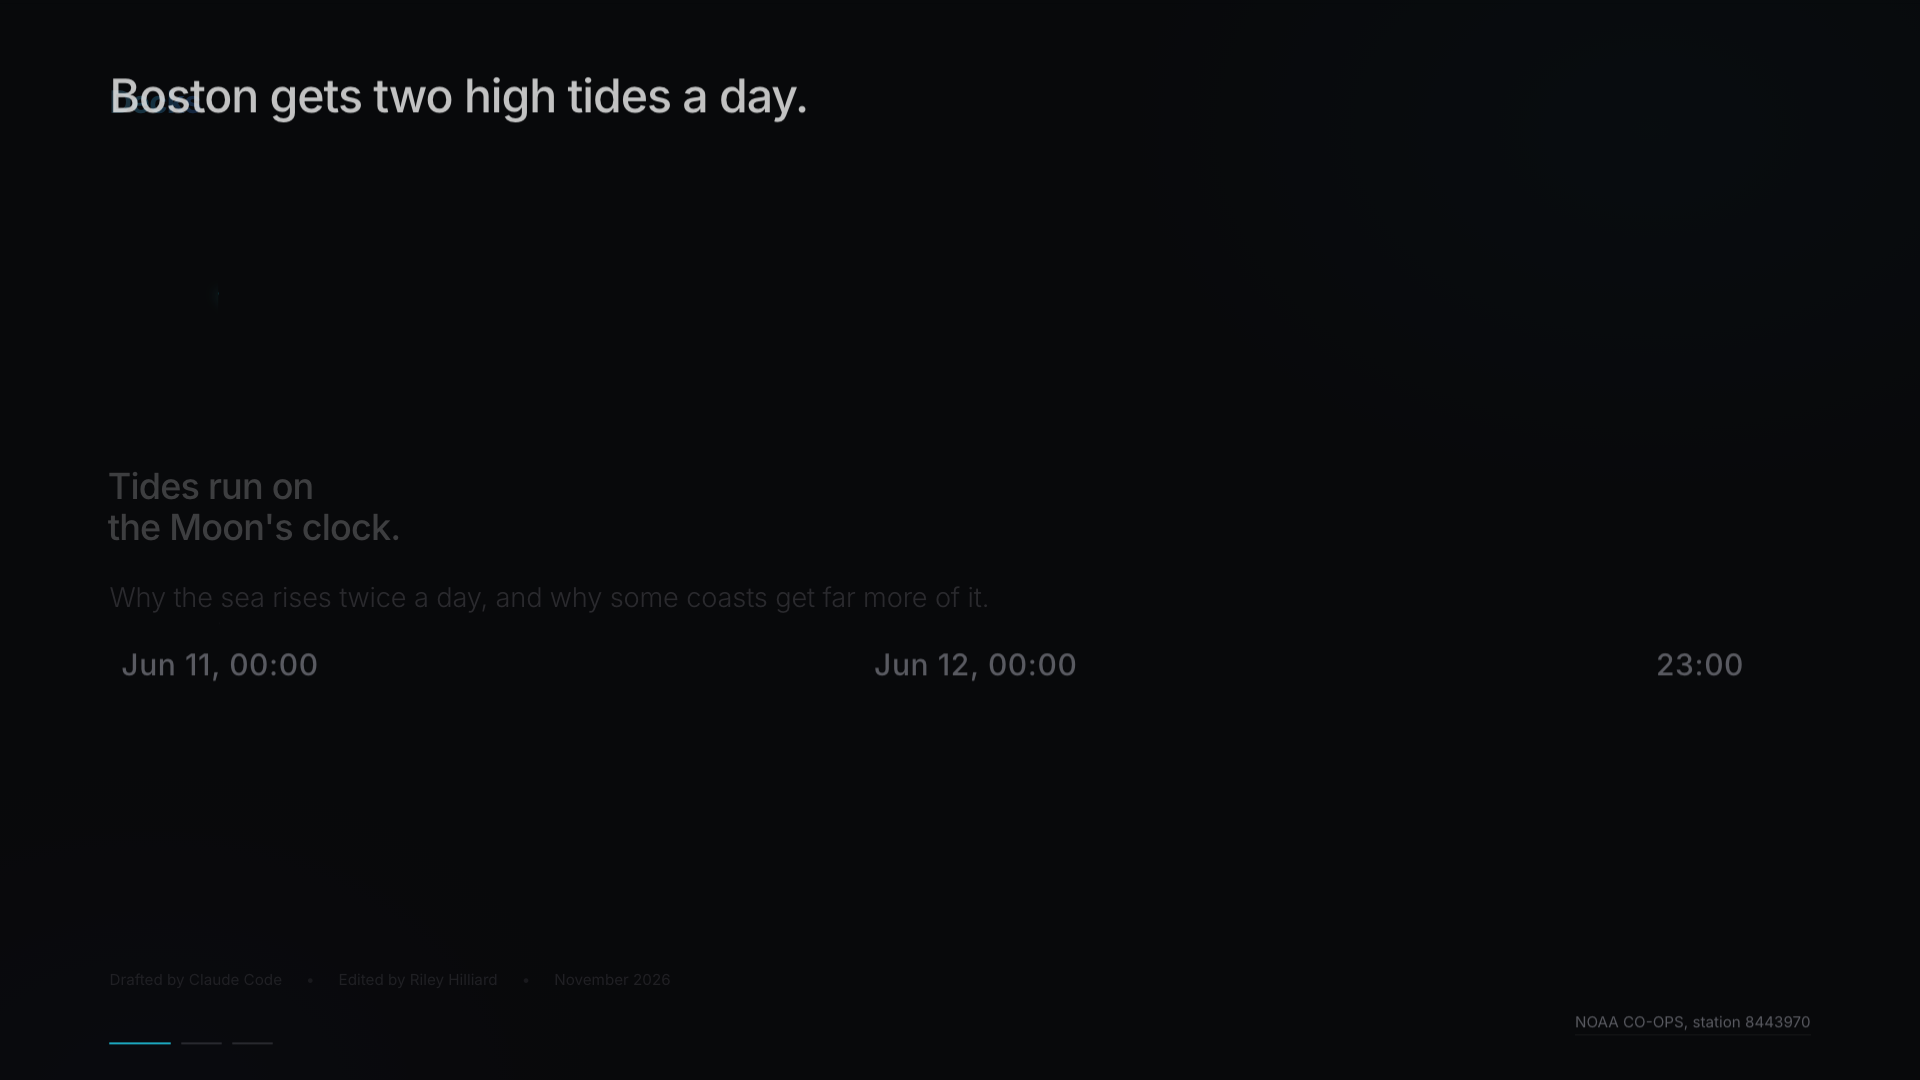 Boston gets two high tides a day.
Tides run on
the Moon's clock.
Why the sea rises twice a day, and why some coasts get far more of it.
Jun 11, 00:00
Jun 12, 00:00
23:00
Drafted by Claude Code • Edited by Riley Hilliard • November 2026
NOAA CO-OPS, station 8443970